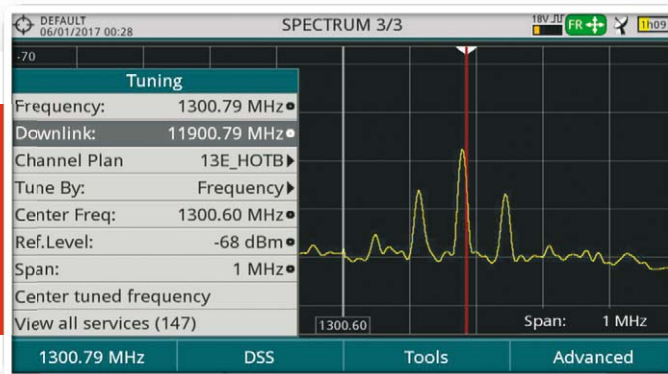 DEFAULT
06/01/2017 00:28
SPECTRUM 3/3
18V
FR
1h09
-70
Tuning
Frequency: 1300.79 MHz
Downlink: 11900.79 MHz
Channel Plan 13E_HOTB
Tune By: Frequency
Center Freq: 1300.60 MHz
Ref.Level: -68 dBm
Span: 1 MHz
Center tuned frequency
View all services (147)
1300.60
Span: 1 MHz
1300.79 MHz DSS Tools Advanced